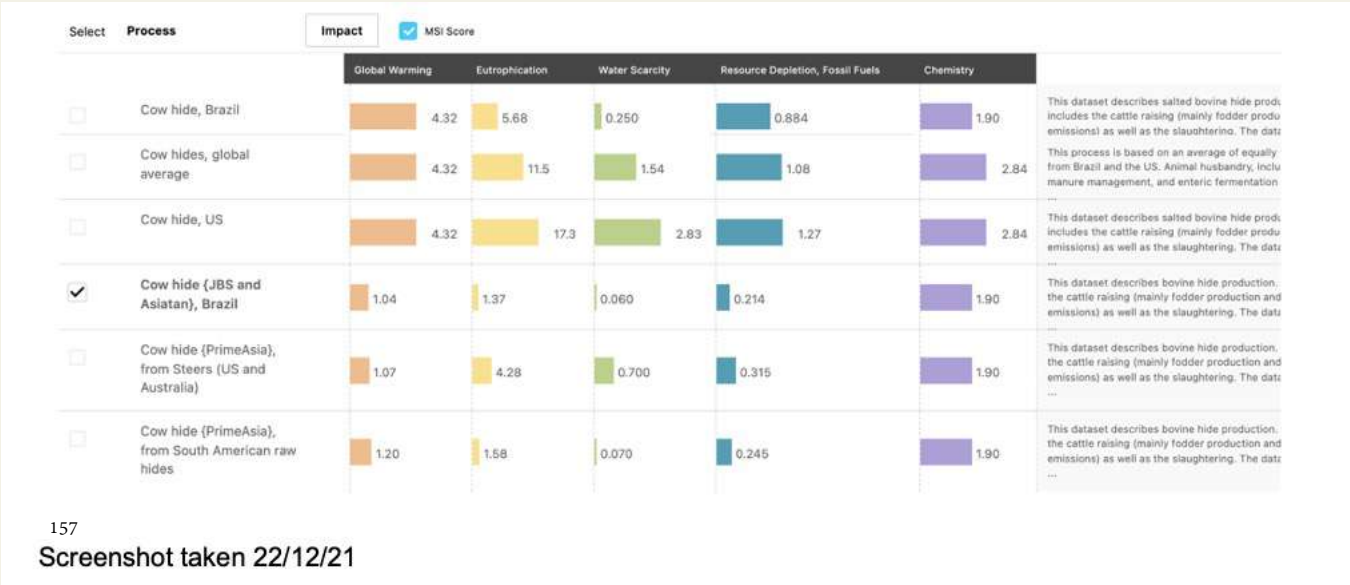 Select Process Impact MSI Score
Global Warming Eutrophication Water Scarcity Resource Depletion, Fossil Fuels Chemistry
Cow hide, Brazil 4.32 5.68 0.250 0.884 1.90
This dataset describes salted bovine hide produ
includes the cattle raising (mainly fodder produ
emissions) as well as the slaughtering. The data
Cow hides, global
average
4.32 11.5 1.54 1.08 2.84
This process is based on an average of equally
from Brazil and the US. Animal husbandry, inclu
manure management, and enteric fermentation
...
Cow hide, US 4.32 17.3 2.83 1.27 2.84
This dataset describes salted bovine hide produ
includes the cattle raising (mainly fodder produ
emissions) as well as the slaughtering. The data
...
Cow hide {JBS and
Asiatan}, Brazil
1.04 1.37 0.060 0.214 1.90
This dataset describes bovine hide production.
the cattle raising (mainly fodder production and
emissions) as well as the slaughtering. The data
...
Cow hide {PrimeAsia},
from Steers (US and
Australia)
1.07 4.28 0.700 0.315 1.90
This dataset describes bovine hide production.
the cattle raising (mainly fodder production and
emissions) as well as the slaughtering. The data
...
Cow hide {PrimeAsia},
from South American raw
hides
1.20 1.58 0.070 0.245 1.90
This dataset describes bovine hide production.
the cattle raising (mainly fodder production and
emissions) as well as the slaughtering. The data
...
157
Screenshot taken 22/12/21